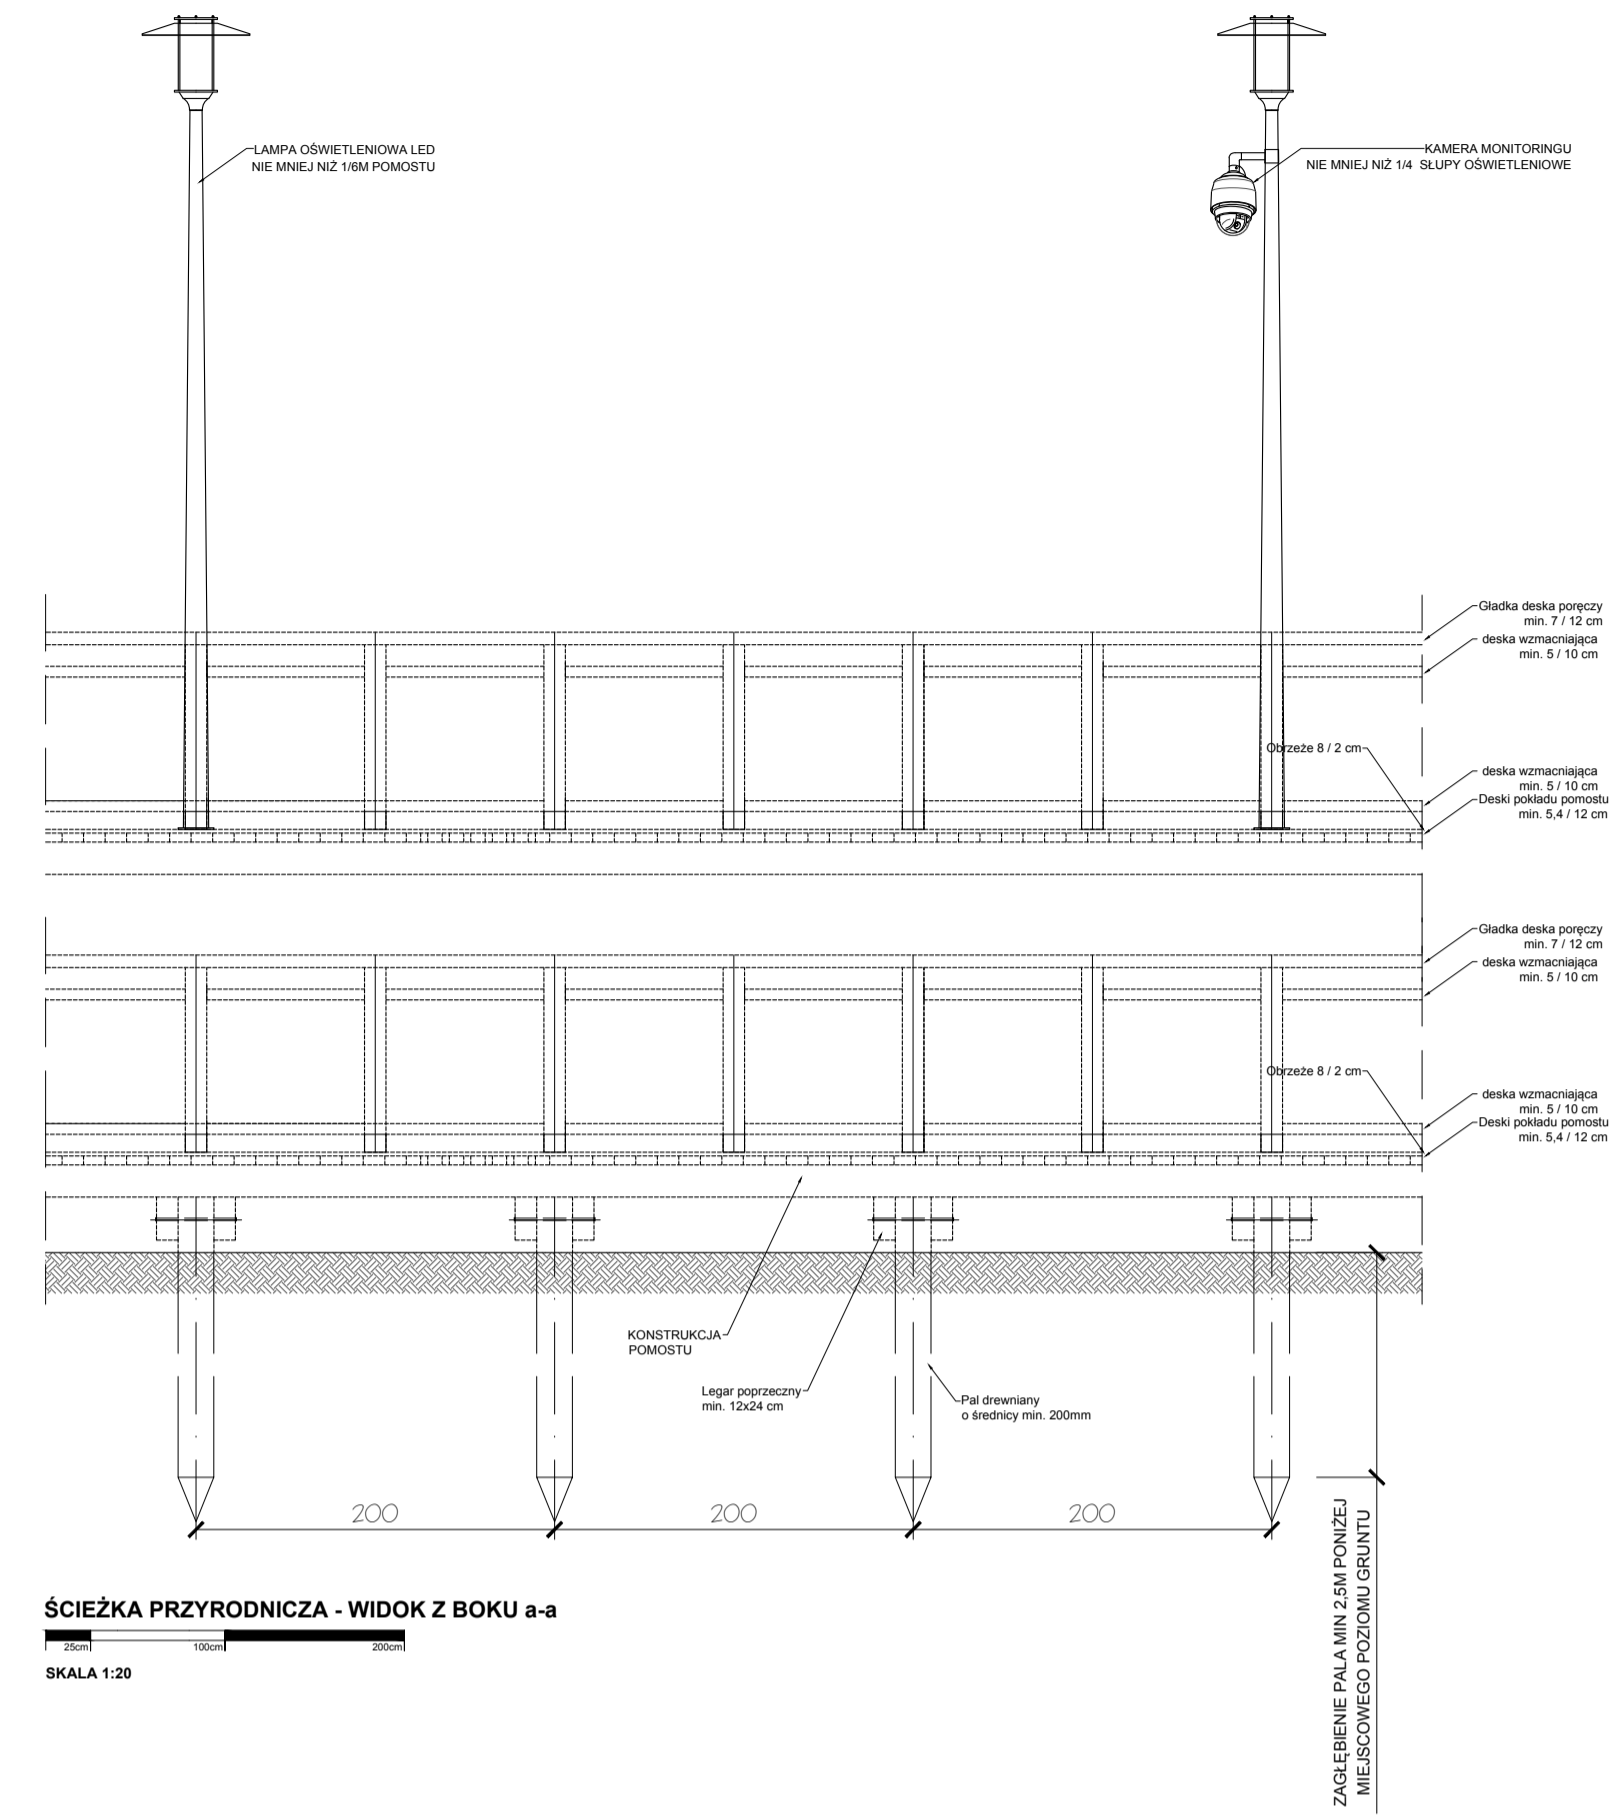 LAMPA OŚWIETLENIOWA LED
NIE MNIEJ NIŻ 1/6M POMOSTU
KAMERA MONITORINGU
NIE MNIEJ NIŻ 1/4 SŁUPY OŚWIETLENIOWE
Gładka deska poręczy
min. 7 / 12 cm
deska wzmacniająca
min. 5 / 10 cm
Obrzeże 8 / 2 cm
deska wzmacniająca
min. 5 / 10 cm
Deski pokładu pomostu
min. 5,4 / 12 cm
Gładka deska poręczy
min. 7 / 12 cm
deska wzmacniająca
min. 5 / 10 cm
Obrzeże 8 / 2 cm
deska wzmacniająca
min. 5 / 10 cm
Deski pokładu pomostu
min. 5,4 / 12 cm
KONSTRUKCJA
POMOSTU
Legar poprzeczny
min. 12x24 cm
Pal drewniany
o średnicy min. 200mm
200
200
200
ZAGŁĘBIENIE PALA MIN 2,5M PONIŻEJ
MIEJSCOWEGO POZIOMU GRUNTU
ŚCIEŻKA PRZYRODNICZA - WIDOK Z BOKU a-a
25cm
100cm
200cm
SKALA 1:20